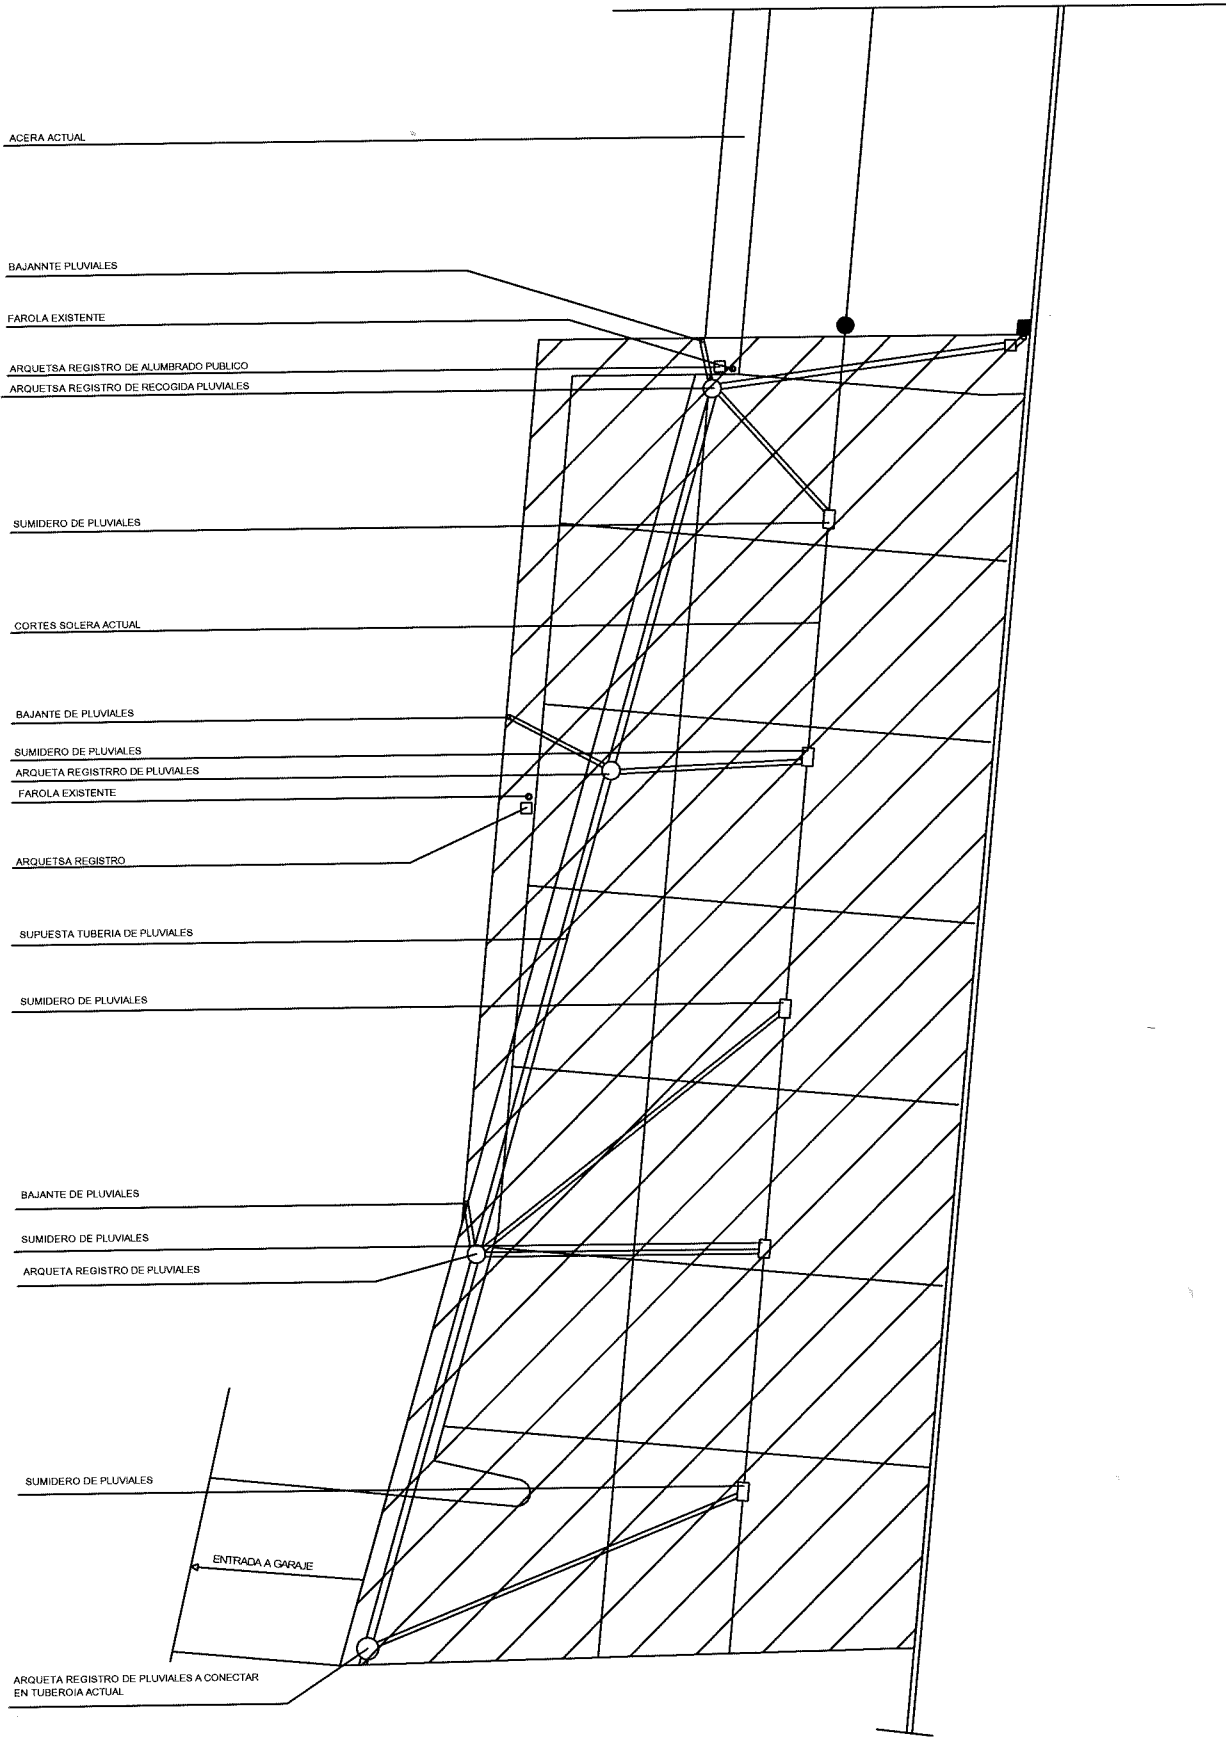 ACERA ACTUAL
BAJANNTE PLUVIALES
FAROLA EXISTENTE
ARQUETSA REGISTRO DE ALUMBRADO PUBLICO
ARQUETSA REGISTRO DE RECOGIDA PLUVIALES
SUMIDERO DE PLUVIALES
CORTES SOLERA ACTUAL
BAJANTE DE PLUVIALES
SUMIDERO DE PLUVIALES
ARQUETA REGISTRRO DE PLUVIALES
FAROLA EXISTENTE
ARQUETSA REGISTRO
SUPUESTA TUBERIA DE PLUVIALES
SUMIDERO DE PLUVIALES
BAJANTE DE PLUVIALES
SUMIDERO DE PLUVIALES
ARQUETA REGISTRO DE PLUVIALES
SUMIDERO DE PLUVIALES
ENTRADA A GARAJE
ARQUETA REGISTRO DE PLUVIALES A CONECTAR
EN TUBEROIA ACTUAL